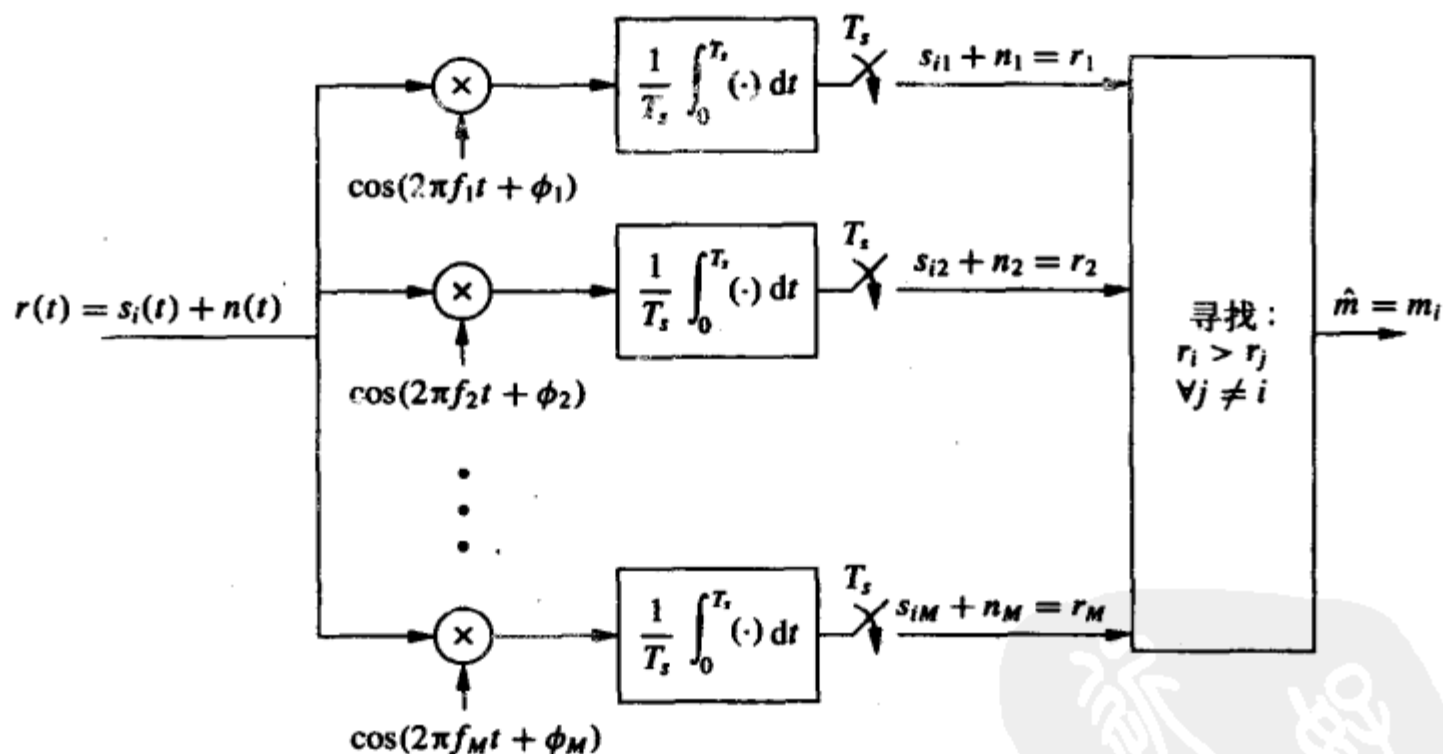 1/T_s ∫_0^{T_s} (·) dt
T_s
s_{i1} + n_1 = r_1
cos(2πf_1t + ϕ_1)
r(t) = s_i(t) + n(t)
1/T_s ∫_0^{T_s} (·) dt
T_s
s_{i2} + n_2 = r_2
cos(2πf_2t + ϕ_2)
寻找:
r_i > r_j
∀j ≠ i
m̂ = m_i
1/T_s ∫_0^{T_s} (·) dt
T_s
s_{iM} + n_M = r_M
cos(2πf_Mt + ϕ_M)